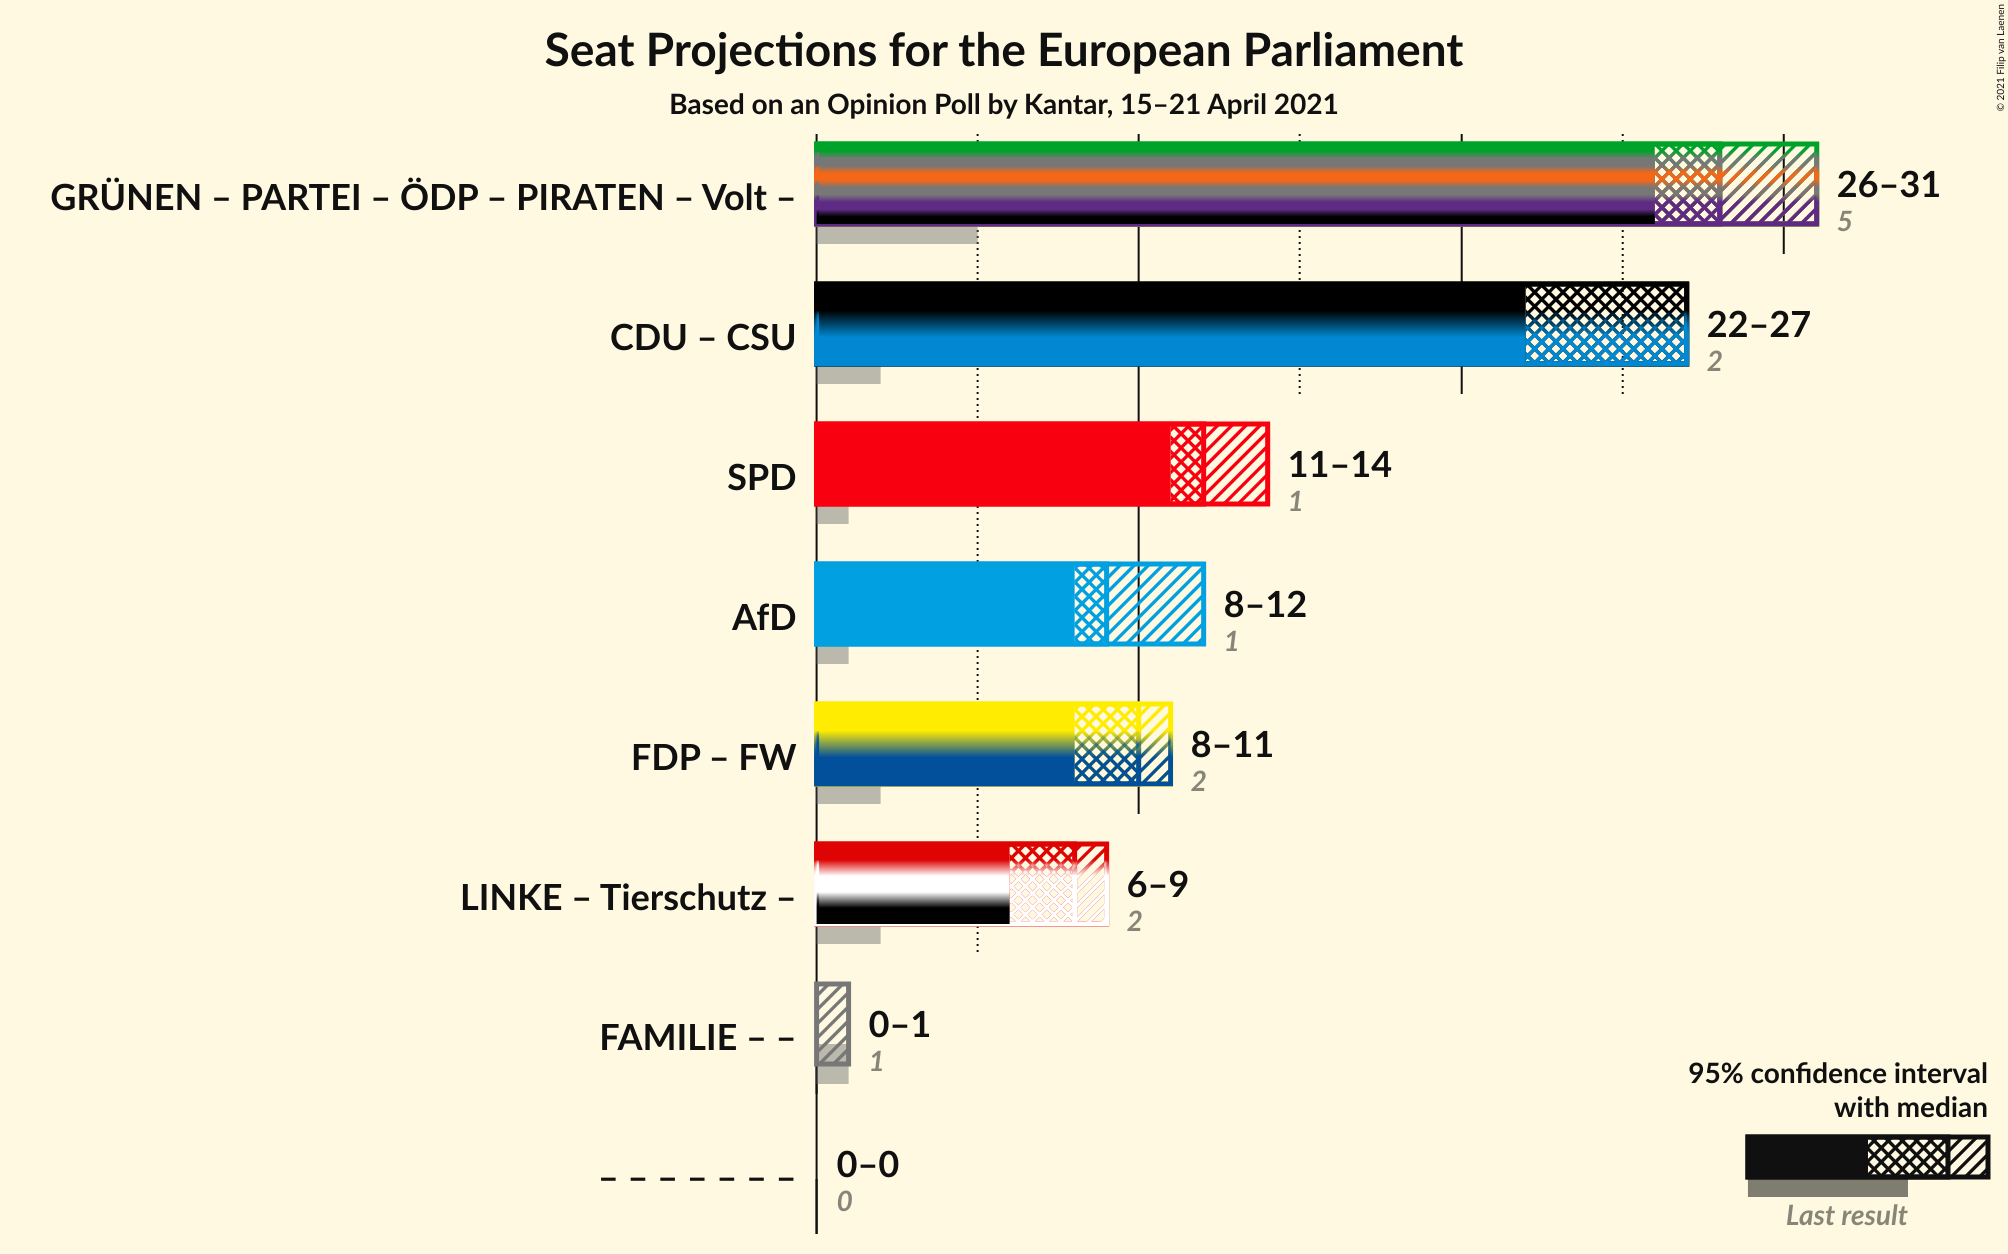 Seat Projections for the European Parliament
Based on an Opinion Poll by Kantar, 15–21 April 2021
© 2021 Filip van Laenen
GRÜNEN – PARTEI – ÖDP – PIRATEN – Volt –
26–31
5
CDU – CSU
22–27
2
SPD
11–14
1
AfD
8–12
1
FDP – FW
8–11
2
LINKE – Tierschutz –
6–9
2
FAMILIE – –
0–1
1
– – – – – – –
0–0
0
95% confidence interval
with median
Last result